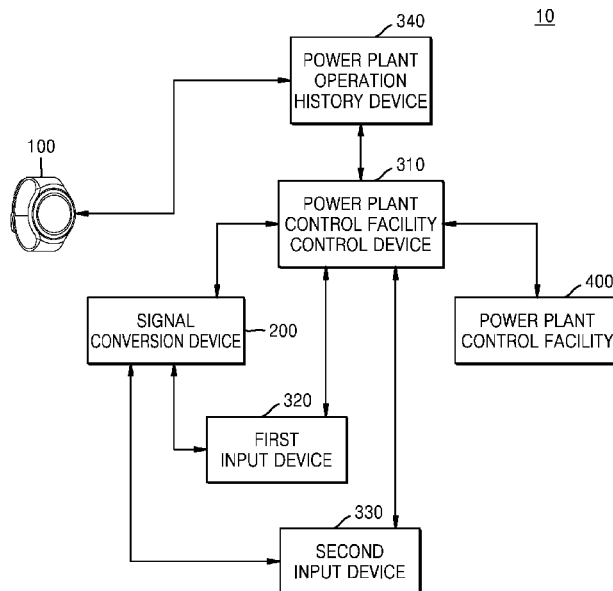 10
340
POWER PLANT
OPERATION
HISTORY DEVICE
100
310
POWER PLANT
CONTROL FACILITY
CONTROL DEVICE
400
POWER PLANT
CONTROL FACILITY
SIGNAL
CONVERSION DEVICE
200
320
FIRST
INPUT DEVICE
330
SECOND
INPUT DEVICE